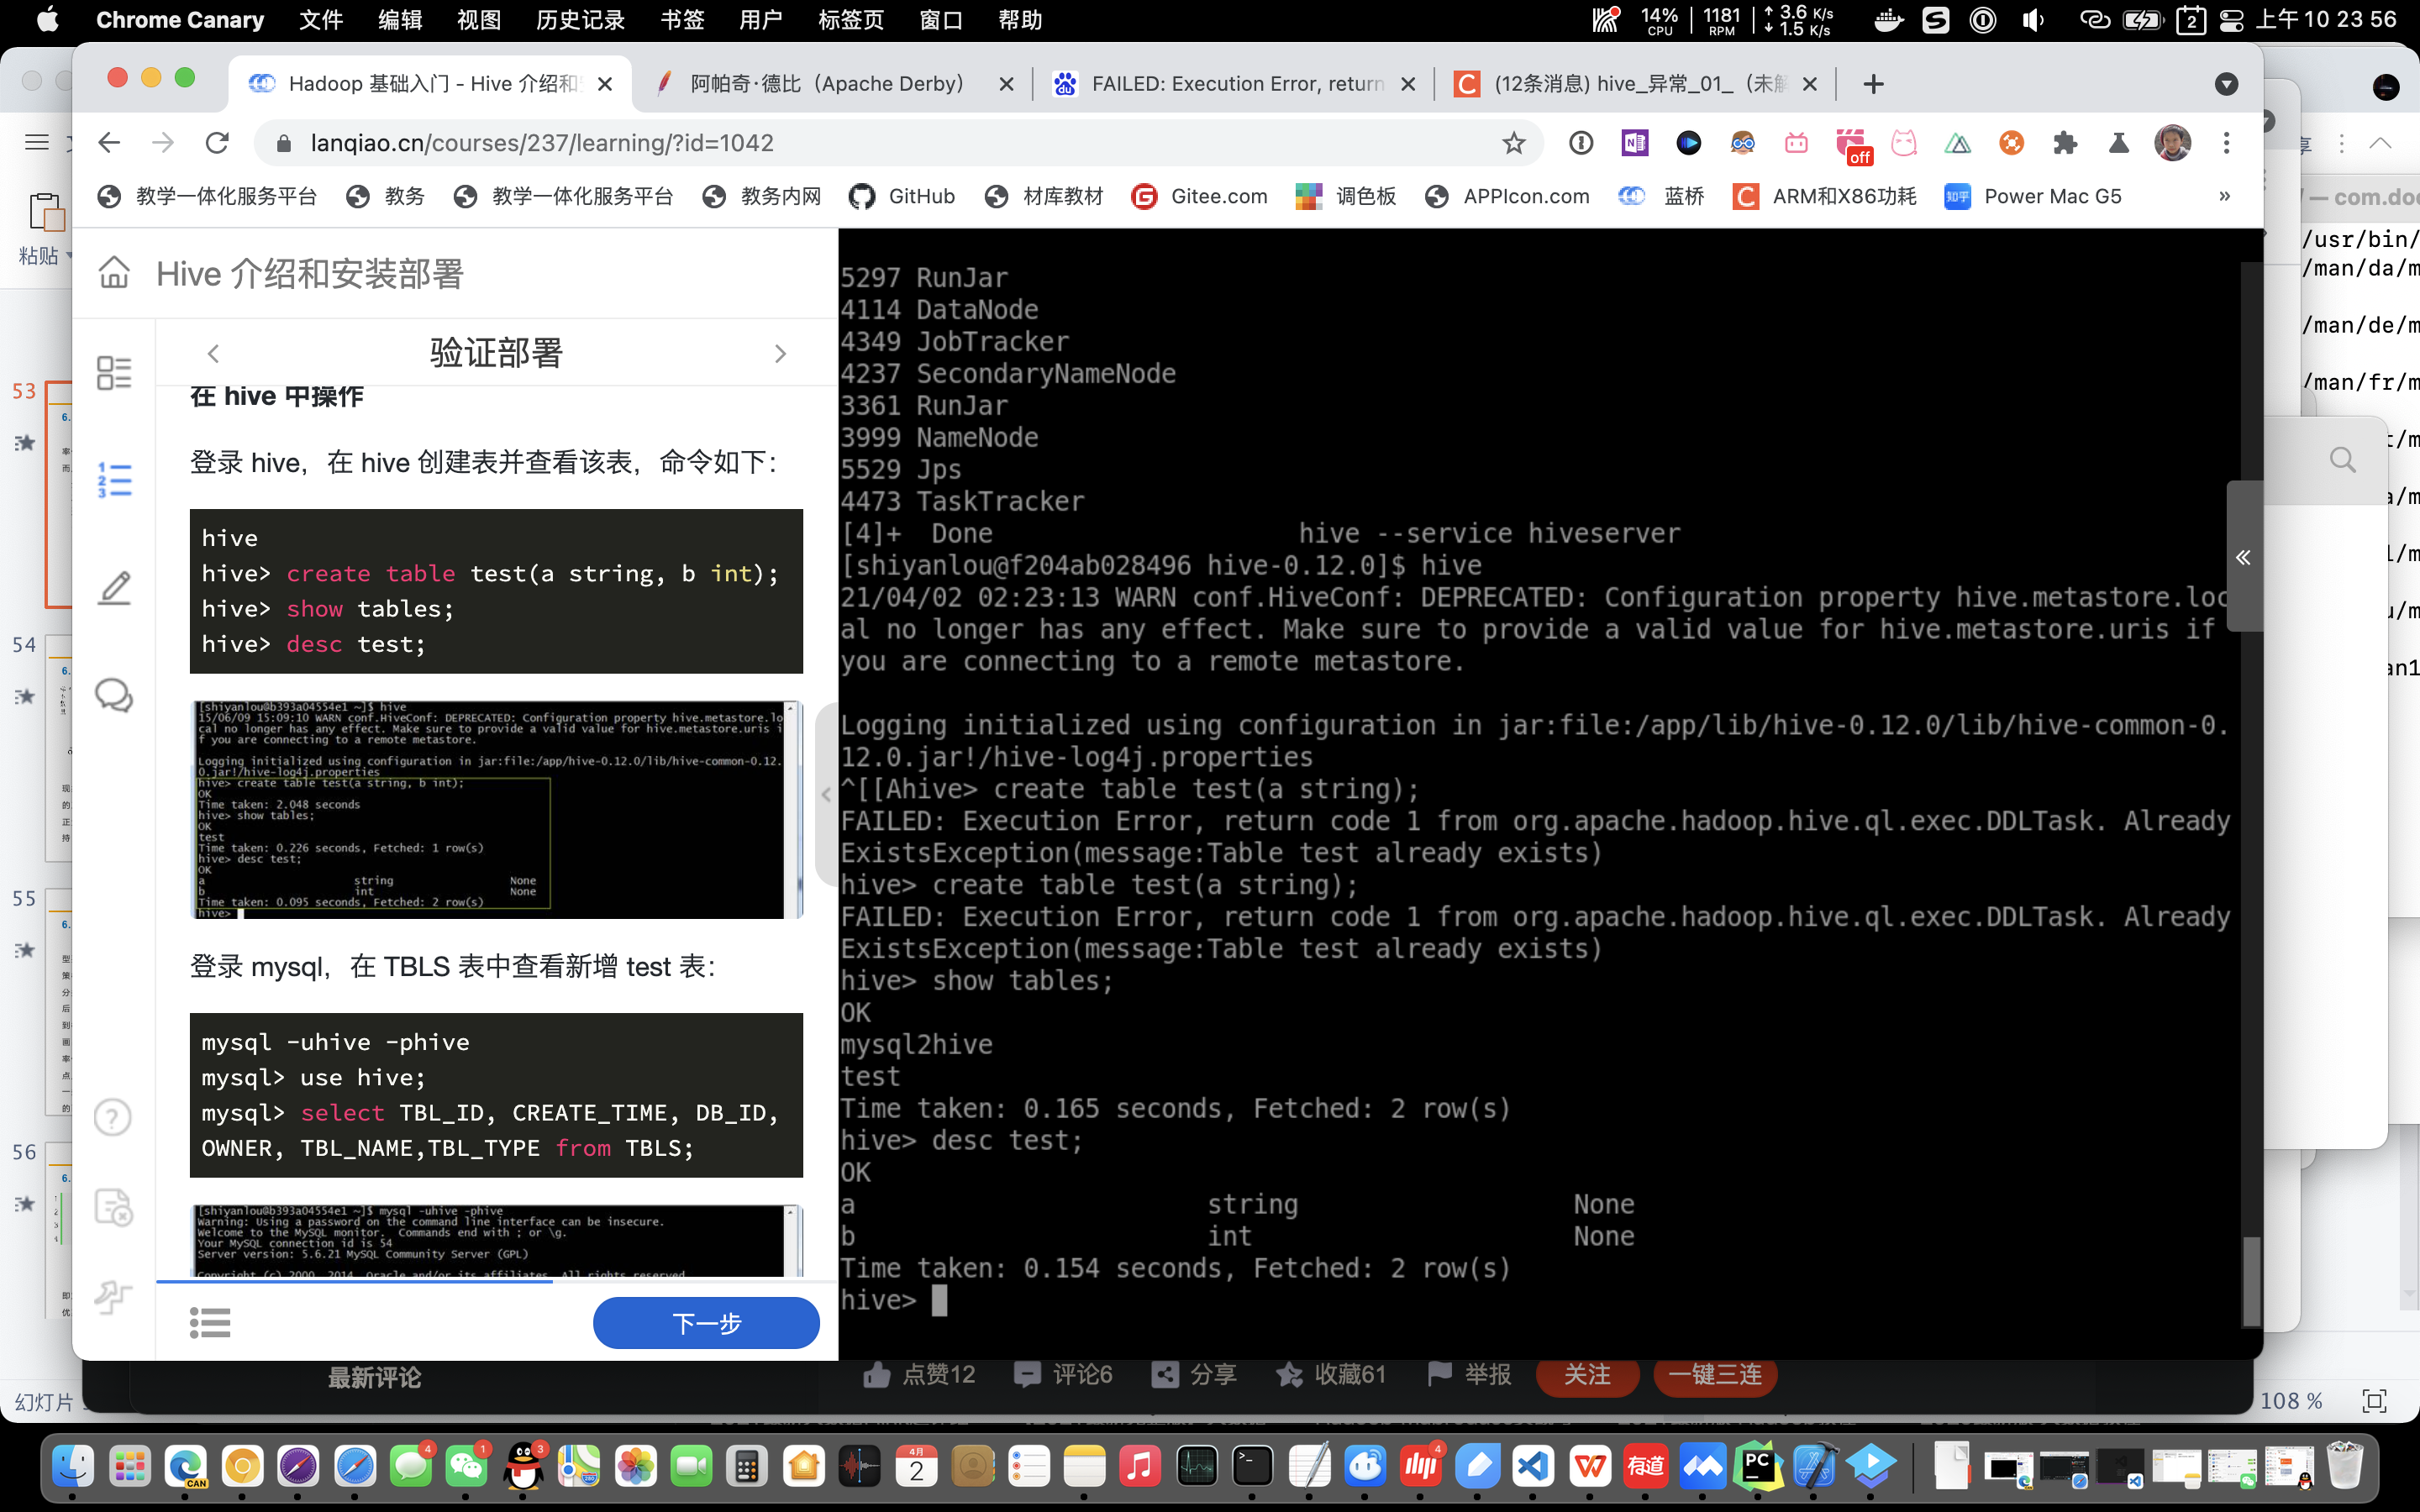 Chrome Canary 文件 编辑 视图 历史记录 书签 用户 标签页 窗口 帮助
14% CPU 1181 RPM 3.6 K/s 1.5 K/s 2 上午10 23 56
Hadoop 基础入门 - Hive 介绍和
阿帕奇·德比（Apache Derby）
FAILED: Execution Error, return
(12条消息) hive_异常_01_（未
lanqiao.cn/courses/237/learning/?id=1042
off
教学一体化服务平台 教务 教学一体化服务平台 教务内网 GitHub 材库教材 Gitee.com 调色板 APPIcon.com 蓝桥 ARM和X86功耗 Power Mac G5 »
粘贴
53
54
55
56
幻灯片
Hive 介绍和安装部署
验证部署
在 hive 中操作
登录 hive，在 hive 创建表并查看该表，命令如下：
hive
hive> create table test(a string, b int);
hive> show tables;
hive> desc test;
[shiyanlou@b393a04554e1 ~]$ hive
15/06/09 15:09:10 WARN conf.HiveConf: DEPRECATED: Configuration property hive.metastore.lo
cal no longer has any effect. Make sure to provide a valid value for hive.metastore.uris i
f you are connecting to a remote metastore.
Logging initialized using configuration in jar:file:/app/hive-0.12.0/lib/hive-common-0.12.
0.jar!/hive-log4j.properties
hive> create table test(a string, b int);
OK
Time taken: 2.048 seconds
hive> show tables;
OK
test
Time taken: 0.226 seconds, Fetched: 1 row(s)
hive> desc test;
OK
a string None
b int None
Time taken: 0.095 seconds, Fetched: 2 row(s)
hive>
登录 mysql，在 TBLS 表中查看新增 test 表：
mysql -uhive -phive
mysql> use hive;
mysql> select TBL_ID, CREATE_TIME, DB_ID,
OWNER, TBL_NAME,TBL_TYPE from TBLS;
[shiyanlou@b393a04554e1 ~]$ mysql -uhive -phive
Warning: Using a password on the command line interface can be insecure.
Welcome to the MySQL monitor.  Commands end with ; or \g.
Your MySQL connection id is 54
Server version: 5.6.21 MySQL Community Server (GPL)
Copyright (c) 2000, 2014, Oracle and/or its affiliates. All rights reserved
下一步
5297 RunJar
4114 DataNode
4349 JobTracker
4237 SecondaryNameNode
3361 RunJar
3999 NameNode
5529 Jps
4473 TaskTracker
[4]+  Done                    hive --service hiveserver
[shiyanlou@f204ab028496 hive-0.12.0]$ hive
21/04/02 02:23:13 WARN conf.HiveConf: DEPRECATED: Configuration property hive.metastore.loc
al no longer has any effect. Make sure to provide a valid value for hive.metastore.uris if
you are connecting to a remote metastore.
Logging initialized using configuration in jar:file:/app/lib/hive-0.12.0/lib/hive-common-0.
12.0.jar!/hive-log4j.properties
^[[Ahive> create table test(a string);
FAILED: Execution Error, return code 1 from org.apache.hadoop.hive.ql.exec.DDLTask. Already
ExistsException(message:Table test already exists)
hive> create table test(a string);
FAILED: Execution Error, return code 1 from org.apache.hadoop.hive.ql.exec.DDLTask. Already
ExistsException(message:Table test already exists)
hive> show tables;
OK
mysql2hive
test
Time taken: 0.165 seconds, Fetched: 2 row(s)
hive> desc test;
OK
a                       string                  None
b                       int                     None
Time taken: 0.154 seconds, Fetched: 2 row(s)
hive>
— com.doc
/usr/bin/
/man/da/m
/man/de/m
/man/fr/m
最新评论 点赞12 评论6 分享 收藏61 举报 关注 一键三连
108 %
CAN 4 1 3 4月 2 4 有道 PC